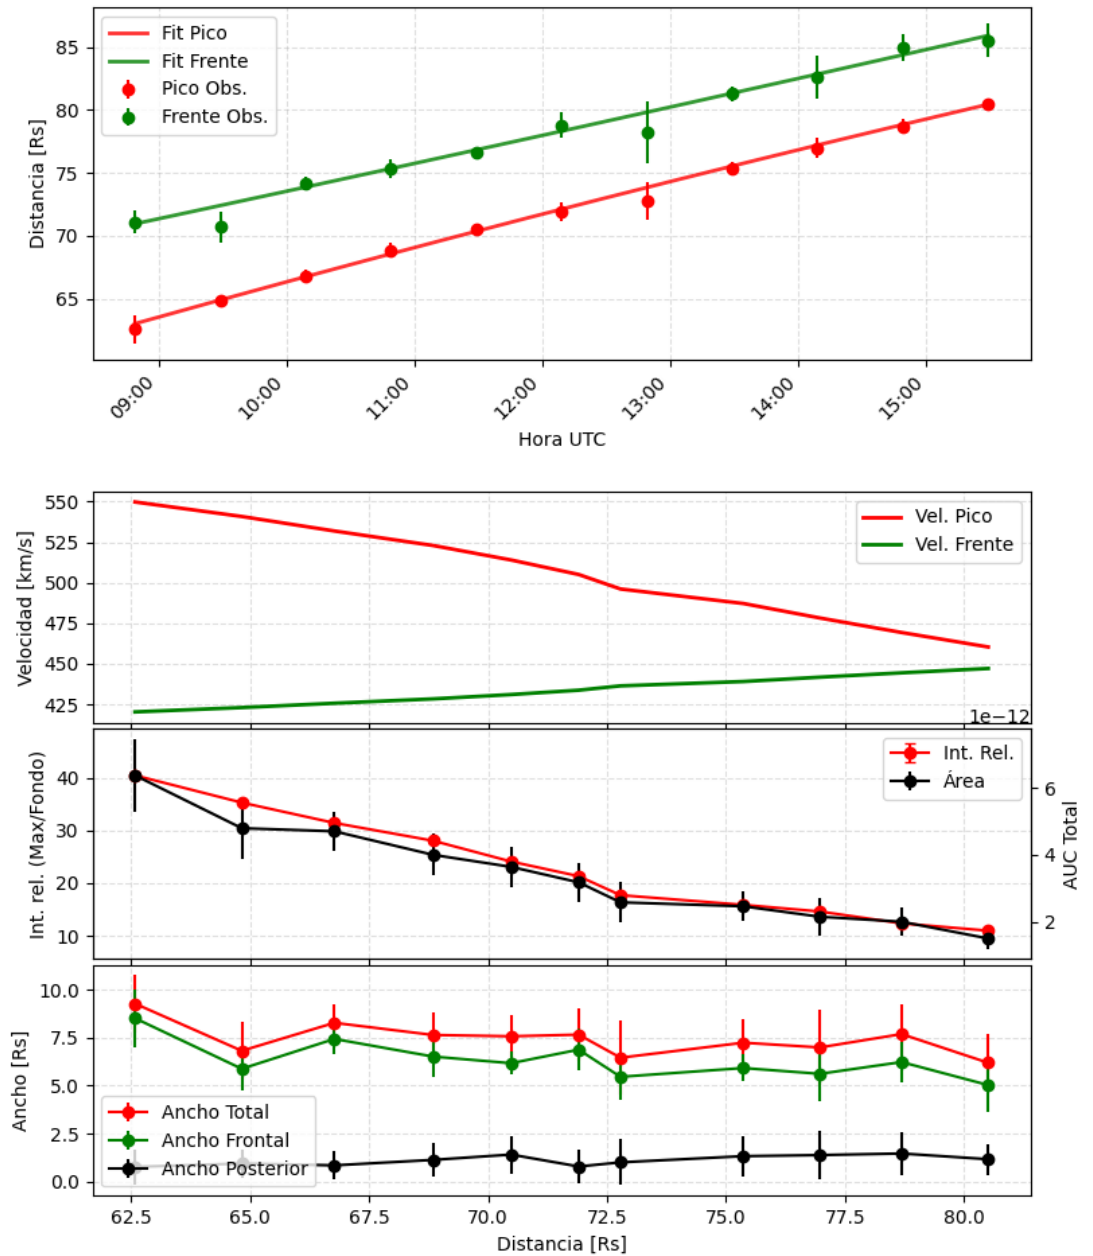 Fit Pico
Fit Frente
Pico Obs.
Frente Obs.
85
80
75
70
65
Distancia [Rs]
09:00
10:00
11:00
12:00
13:00
14:00
15:00
Hora UTC
550
525
500
475
450
425
Velocidad [km/s]
Vel. Pico
Vel. Frente
1e−12
40
30
20
10
Int. rel. (Max/Fondo)
Int. Rel.
Área
6
4
2
AUC Total
10.0
7.5
5.0
2.5
0.0
Ancho [Rs]
Ancho Total
Ancho Frontal
Ancho Posterior
62.5
65.0
67.5
70.0
72.5
75.0
77.5
80.0
Distancia [Rs]